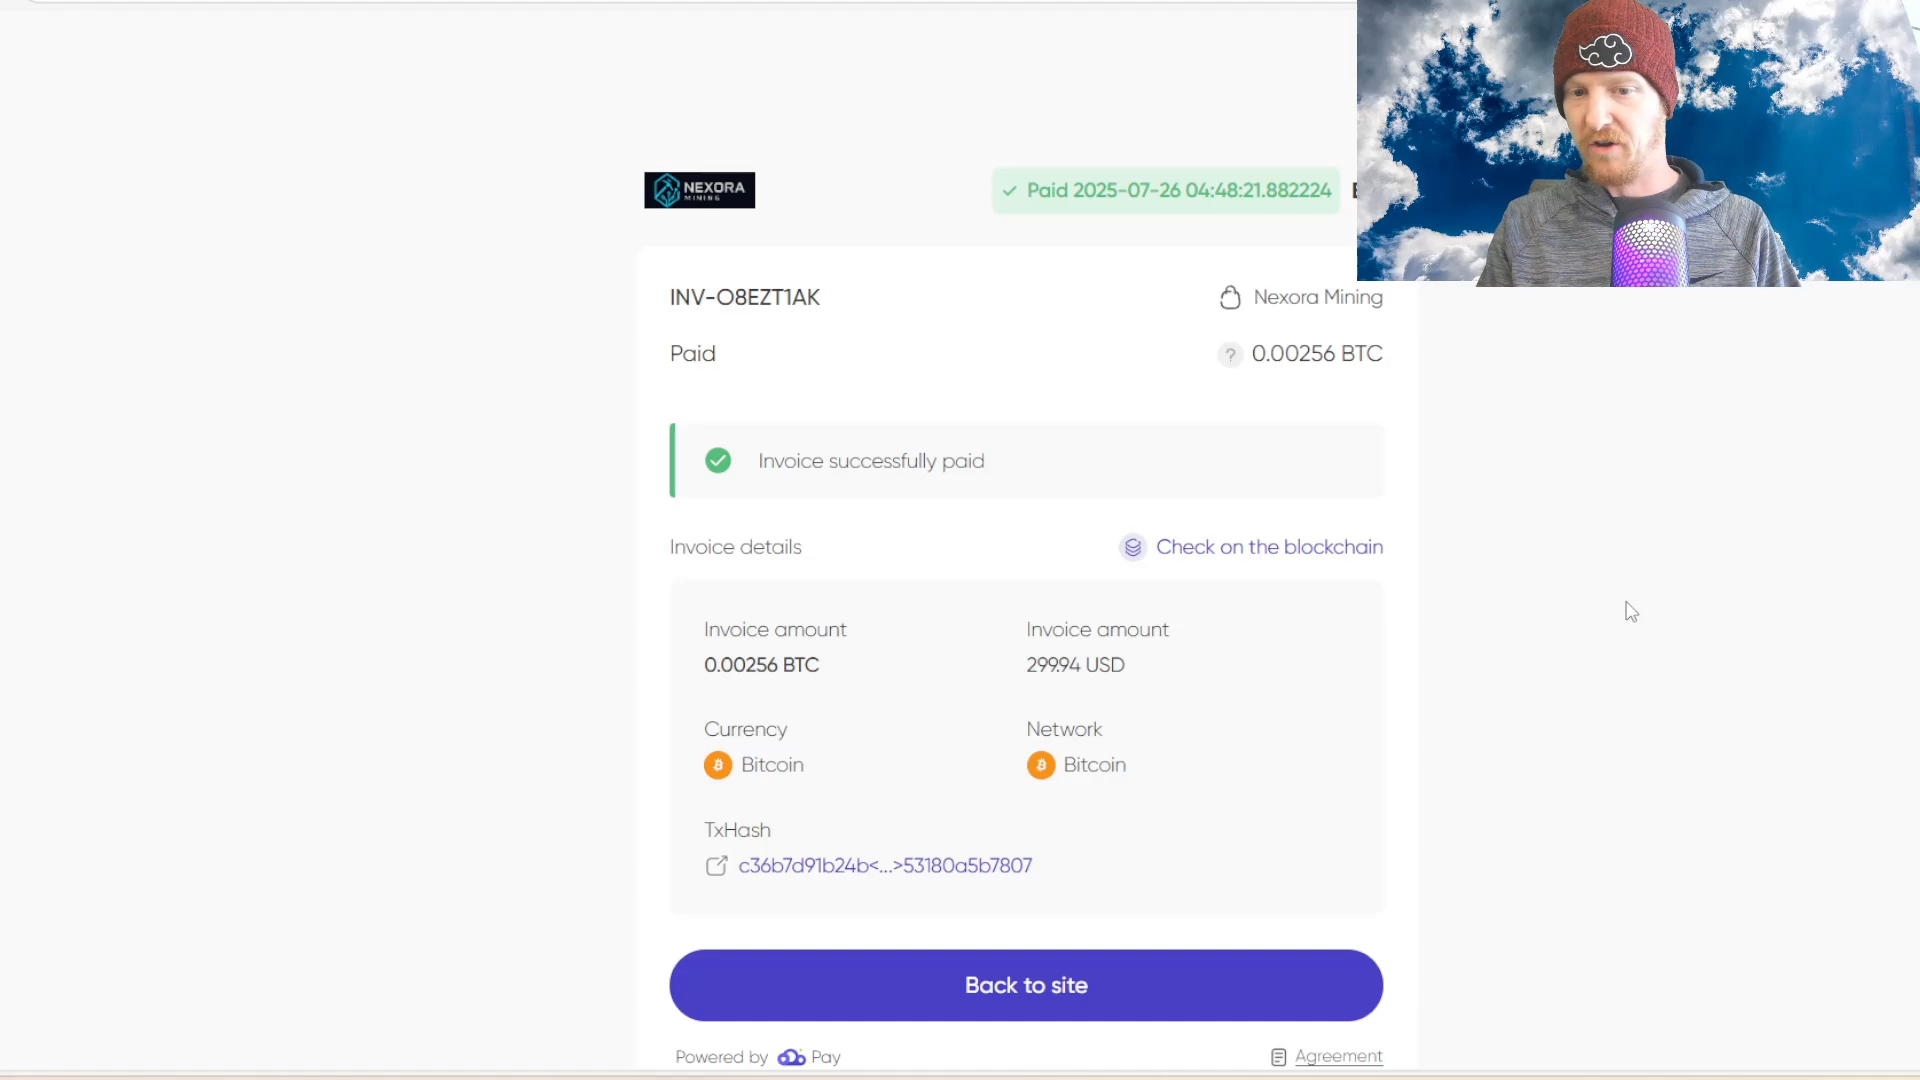 NEXORA
MINING
Paid 2025-07-26 04:48:21.882224
INV-O8EZT1AK
Nexora Mining
Paid
? 0.00256 BTC
Invoice successfully paid
Invoice details
Check on the blockchain
Invoice amount
Invoice amount
0.00256 BTC
299.94 USD
Currency
Network
Bitcoin
Bitcoin
TxHash
c36b7d91b24b<...>53180a5b7807
Back to site
Powered by Pay
Agreement